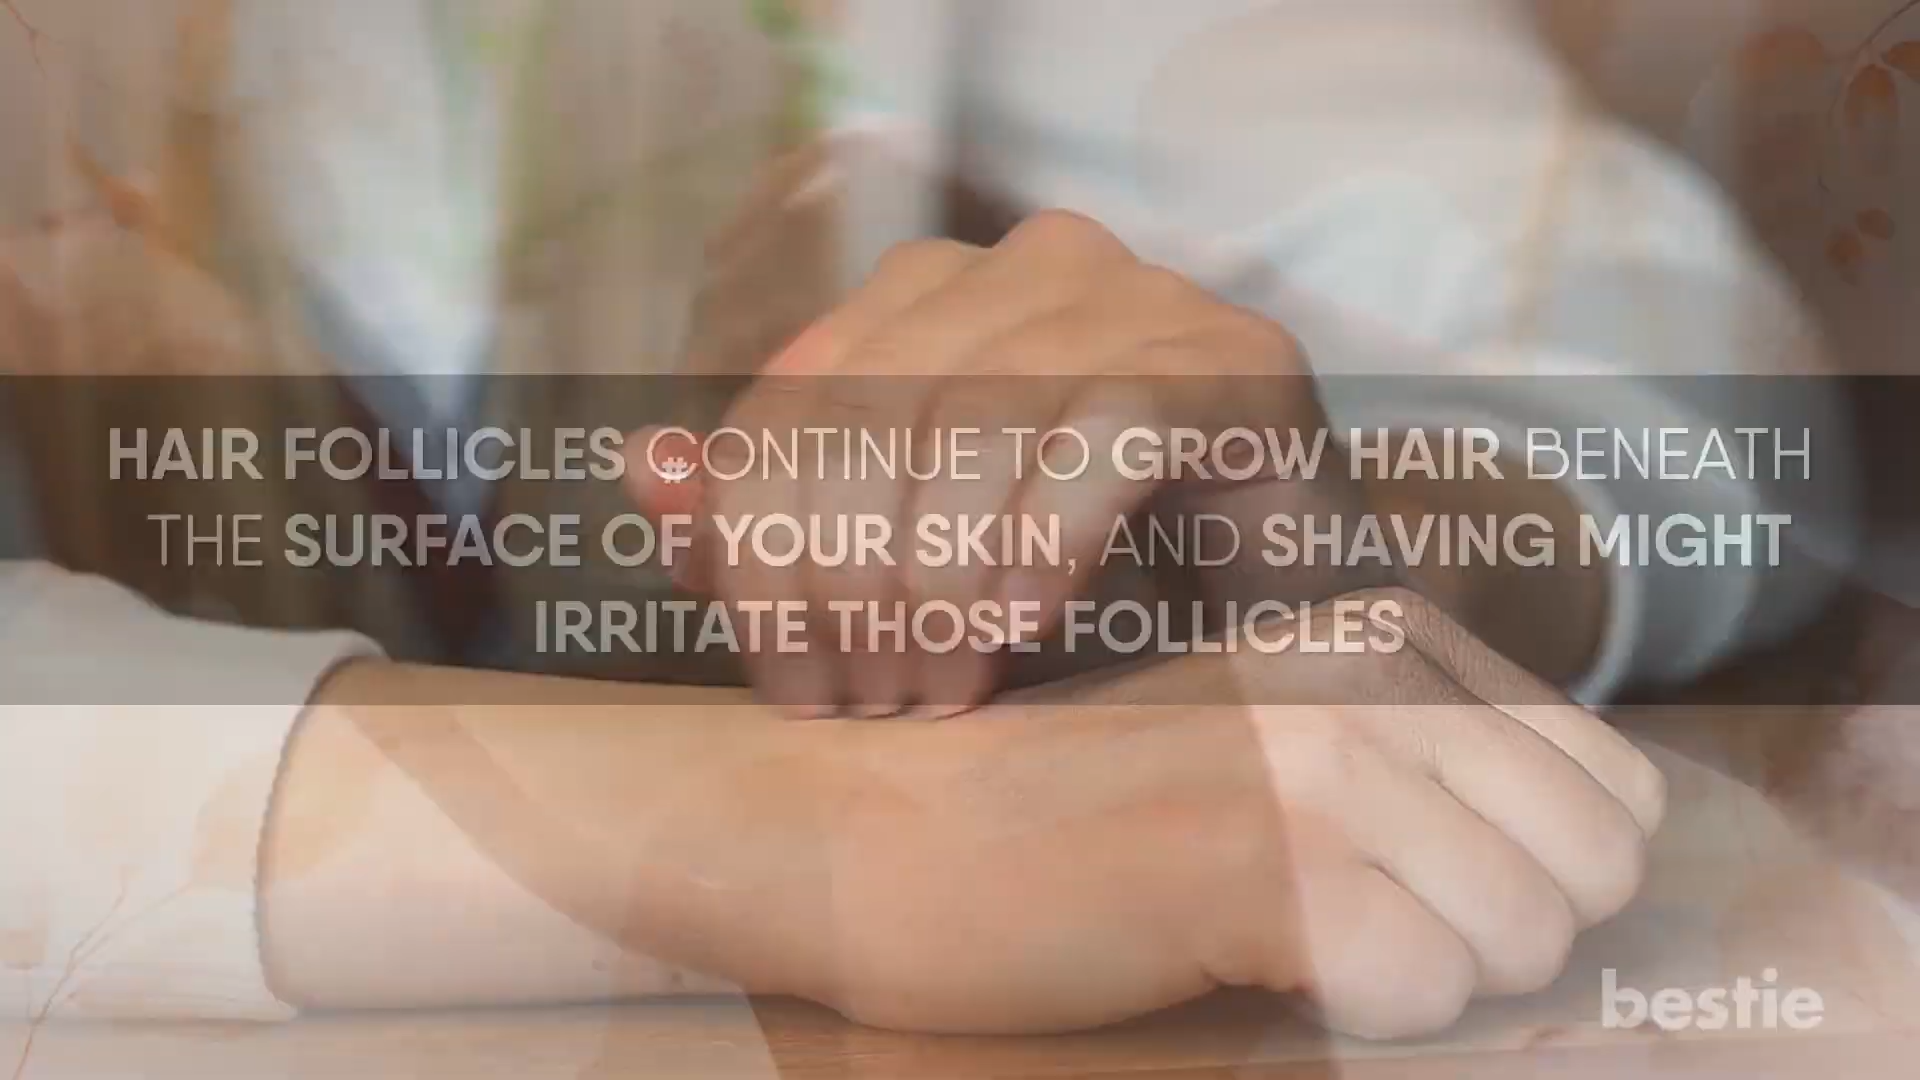 HAIR FOLLICLES CONTINUE TO GROW HAIR BENEATH
THE SURFACE OF YOUR SKIN, AND SHAVING MIGHT
IRRITATE THOSE FOLLICLES
#
bestie